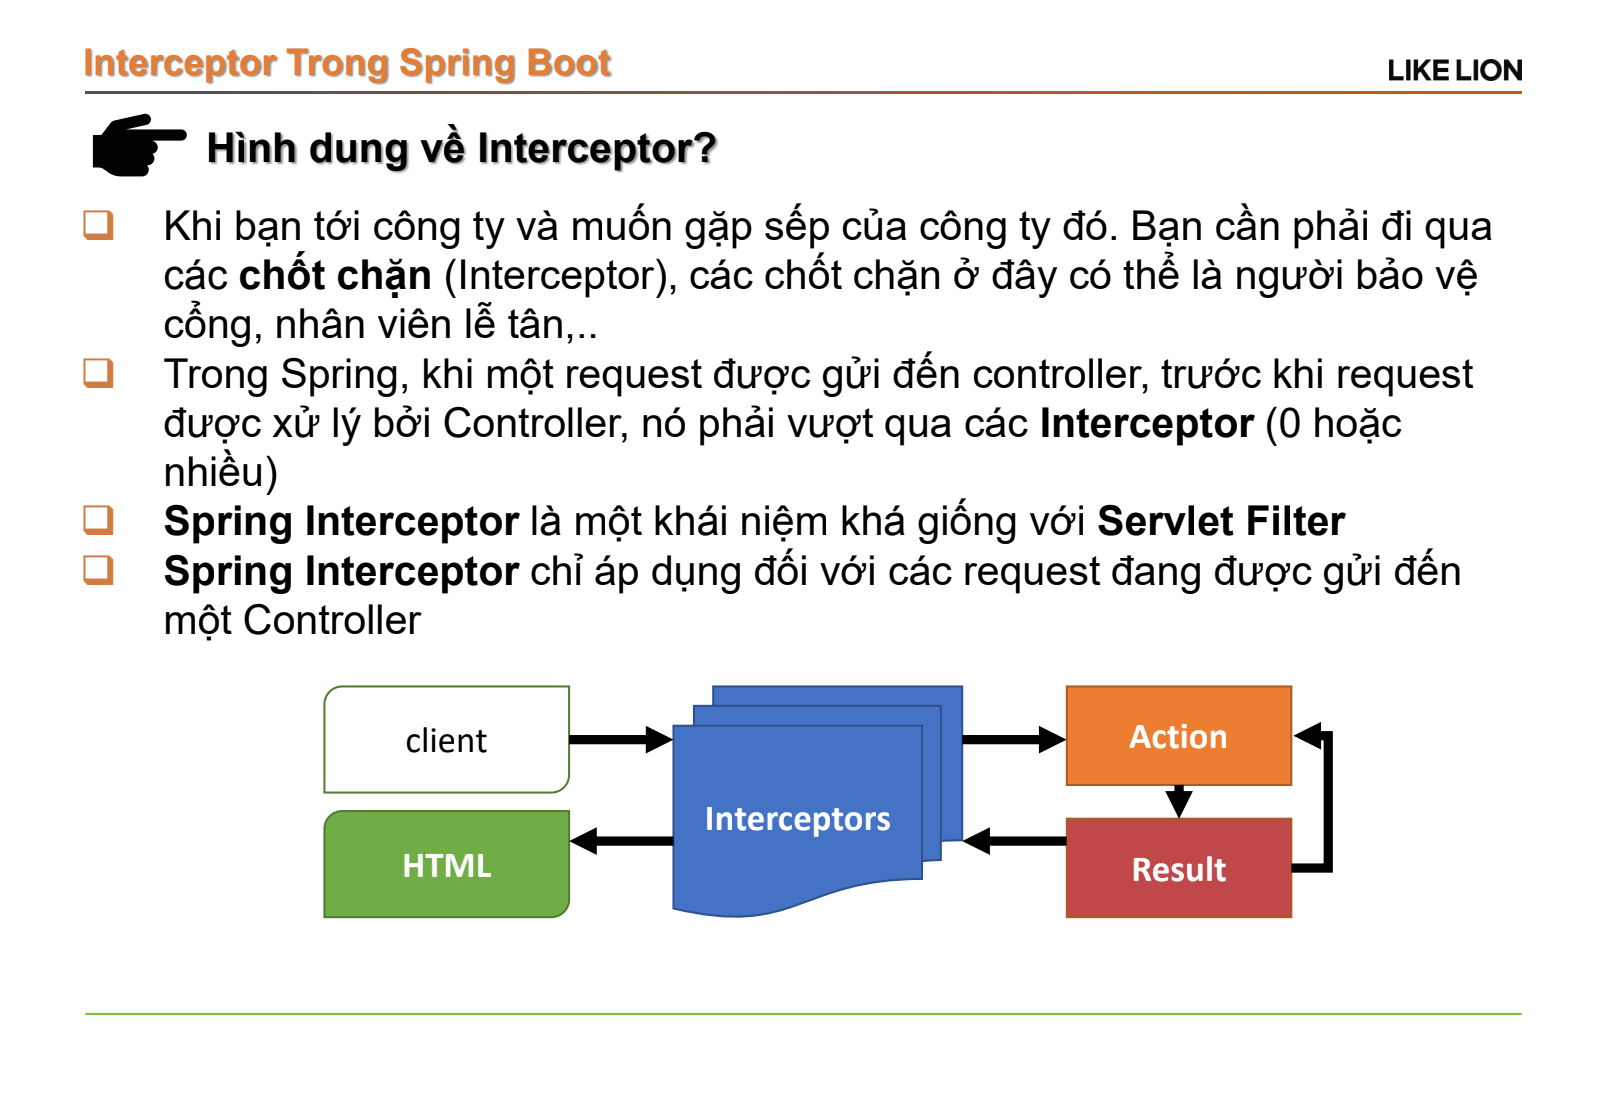 Interceptor Trong Spring Boot
LIKE LION
Hình dung về Interceptor?
Khi bạn tới công ty và muốn gặp sếp của công ty đó. Bạn cần phải đi qua
các chốt chặn (Interceptor), các chốt chặn ở đây có thể là người bảo vệ
cổng, nhân viên lễ tân,..
Trong Spring, khi một request được gửi đến controller, trước khi request
được xử lý bởi Controller, nó phải vượt qua các Interceptor (0 hoặc
nhiều)
Spring Interceptor là một khái niệm khá giống với Servlet Filter
Spring Interceptor chỉ áp dụng đối với các request đang được gửi đến
một Controller
client
Action
Interceptors
HTML
Result